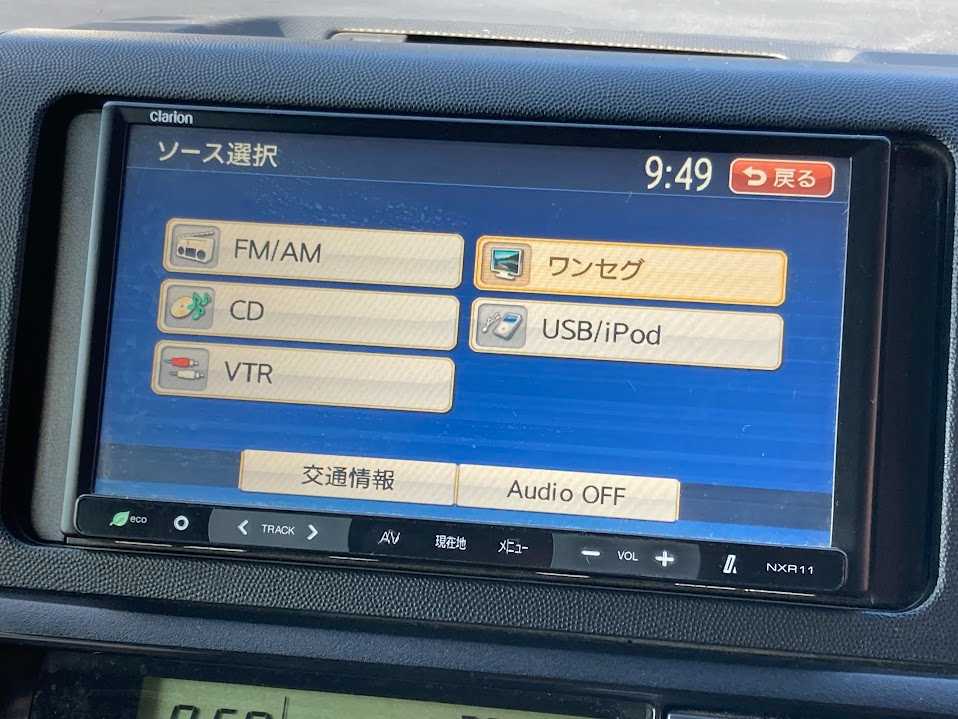 clarion
ソース選択
9:49
戻る
FM/AM
ワンセグ
CD
USB/iPod
VTR
交通情報
Audio OFF
eco
TRACK
AV
現在地
メニュー
VOL
NXR11